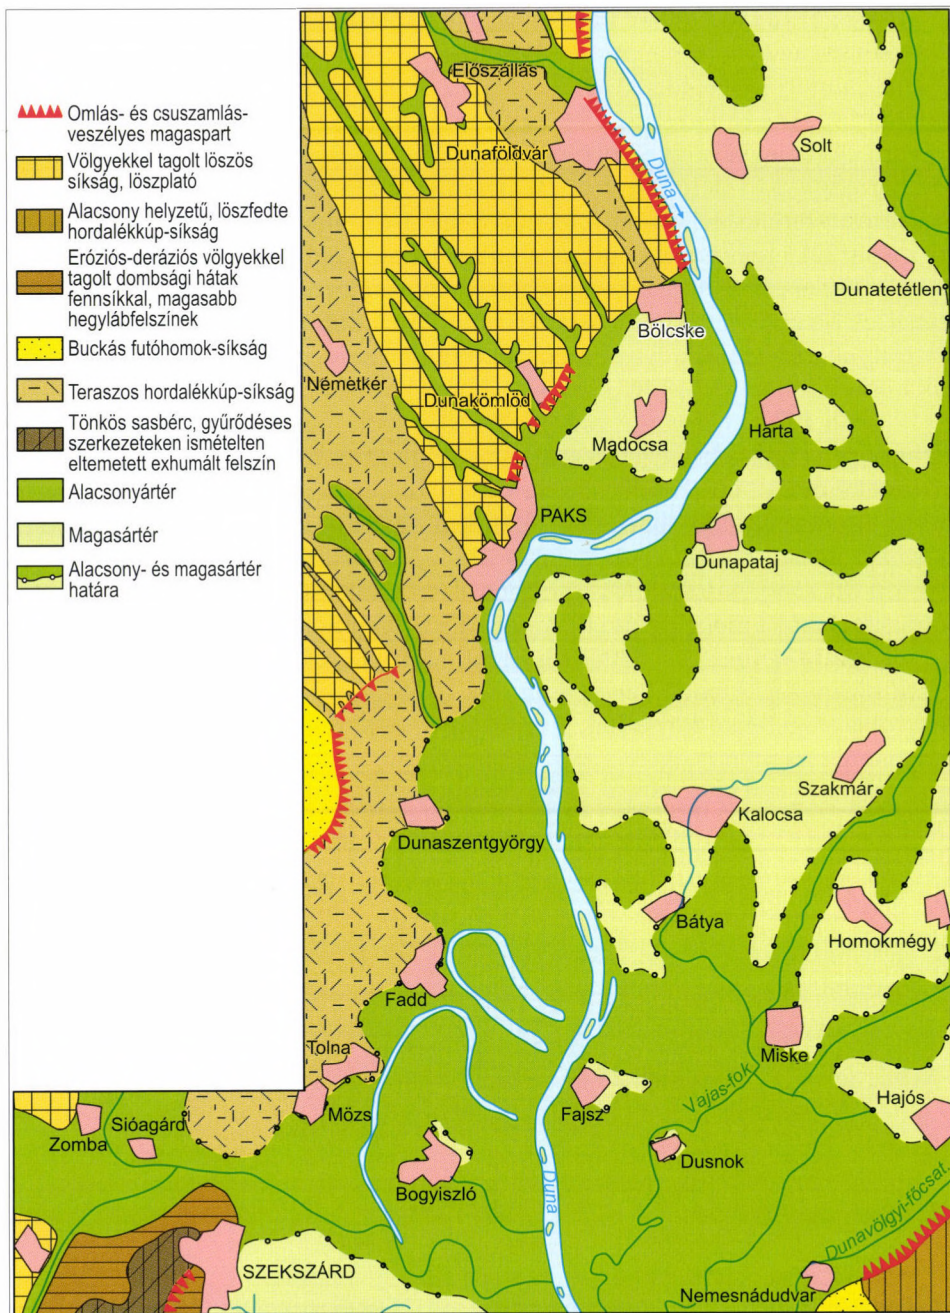 Omlás- és csuszamlás-
veszélyes magaspart
Völgyekkel tagolt löszös
síkság, löszplató
Alacsony helyzetű, löszfedte
hordalékkúp-síkság
Eróziós-deráziós völgyekkel
tagolt dombsági hátak
fennsíkkal, magasabb
hegylábfelszínek
Buckás futóhomok-síkság
Teraszos hordalékkúp-síkság
Tönkös sasbérc, gyűrődéses
szerkezeteken ismételten
eltemetett exhumált felszín
Alacsonyártér
Magasártér
Alacsony- és magasártér
határa
Előszállás
Dunaföldvár
Duna
Solt
Dunatetétlen
Bölcske
Németkér
Dunakömlőd
Madocsa
Harta
PAKS
Dunapataj
Szakmár
Kalocsa
Dunaszentgyörgy
Bátya
Homokmégy
Fadd
Miske
Tolna
Mözs
Fajsz
Vajas-fok
Hajós
Zomba
Sióagárd
Dusnok
Bogyiszló
Duna
Dunavölgyi-főcsat.
SZEKSZÁRD
Nemesnádudvar